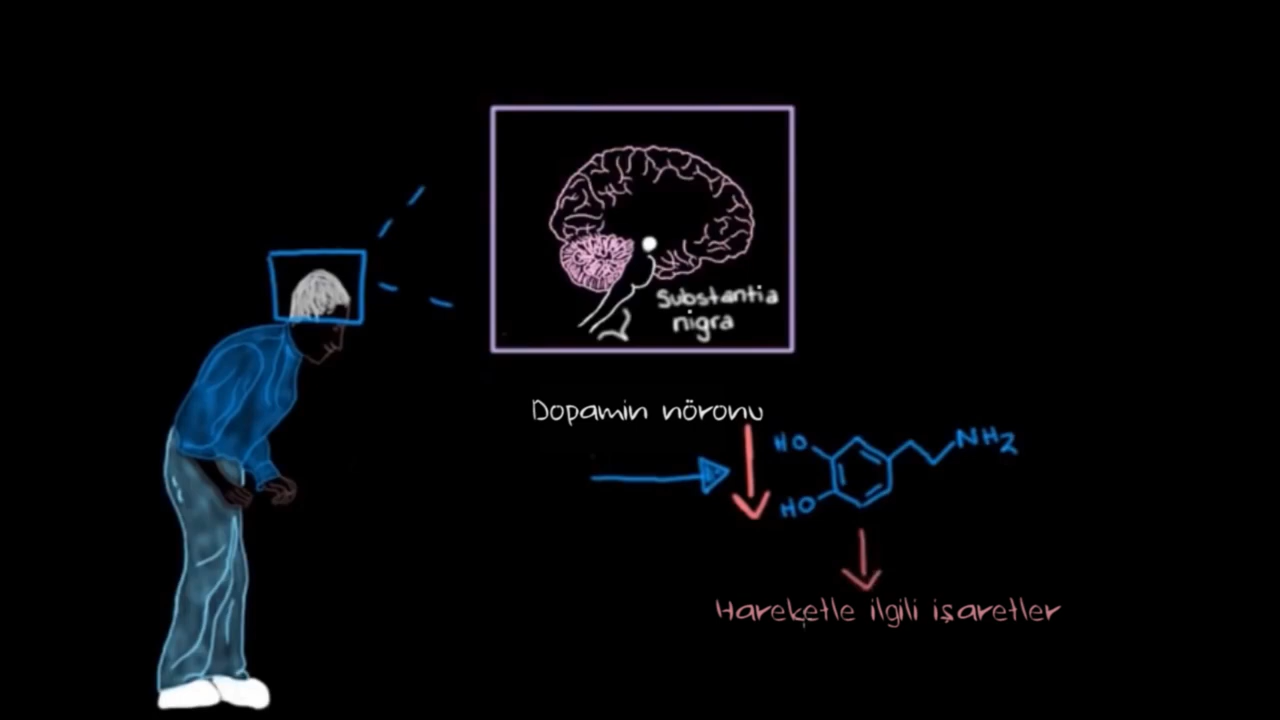 Substantia
nigra
Dopamin nöronu
HO
NH2
HO
Hareketle ilgili işaretler